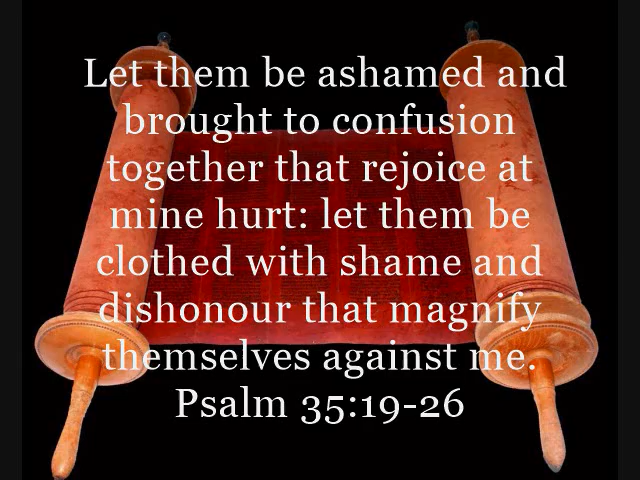 Let them be ashamed and
brought to confusion
together that rejoice at
mine hurt: let them be
clothed with shame and
dishonour that magnify
themselves against me.
Psalm 35:19-26